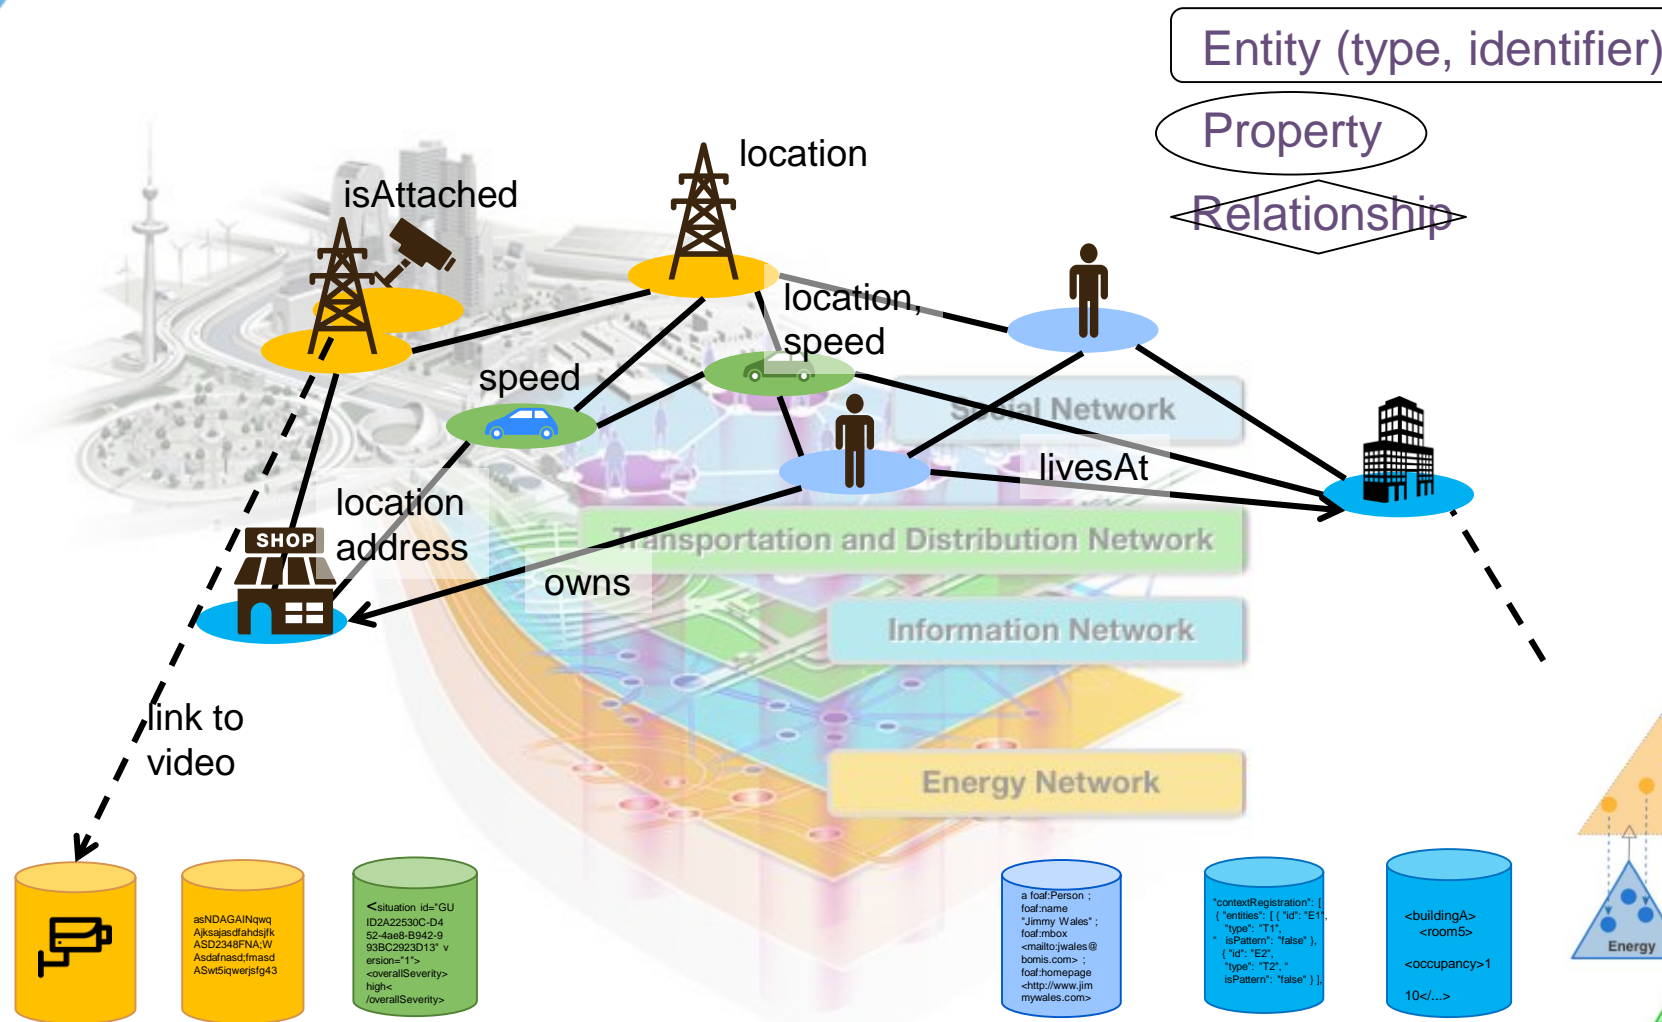 Entity (type, identifier)
Property
Relationship
location
isAttached
location,
speed
speed
Social Network
livesAt
location
address
SHOP
Transportation and Distribution Network
owns
Information Network
link to
video
Energy Network
Energy
asNDAGAINqwq
Ajksajasdfahdsjfk
ASD2348FNA;W
Asdafnasd;fmasd
ASwt5iqwerjsfg43
<situation id="GU
ID2A22530C-D4
52-4ae8-B942-9
93BC2923D13" v
ersion="1">
<overallSeverity>
high<
/overallSeverity>
a foaf:Person ;
foaf:name
"Jimmy Wales" ;
foaf:mbox
<mailto:jwales@
bomis.com> ;
foaf:homepage
<http://www.jim
mywales.com>
"contextRegistration": [
{ "entities": [ { "id": "E1",
"type": "T1",
" isPattern": "false" },
{ "id": "E2",
"type": "T2", "
isPattern": "false" } ],
<buildingA>
<room5>
<occupancy>1
10</...>